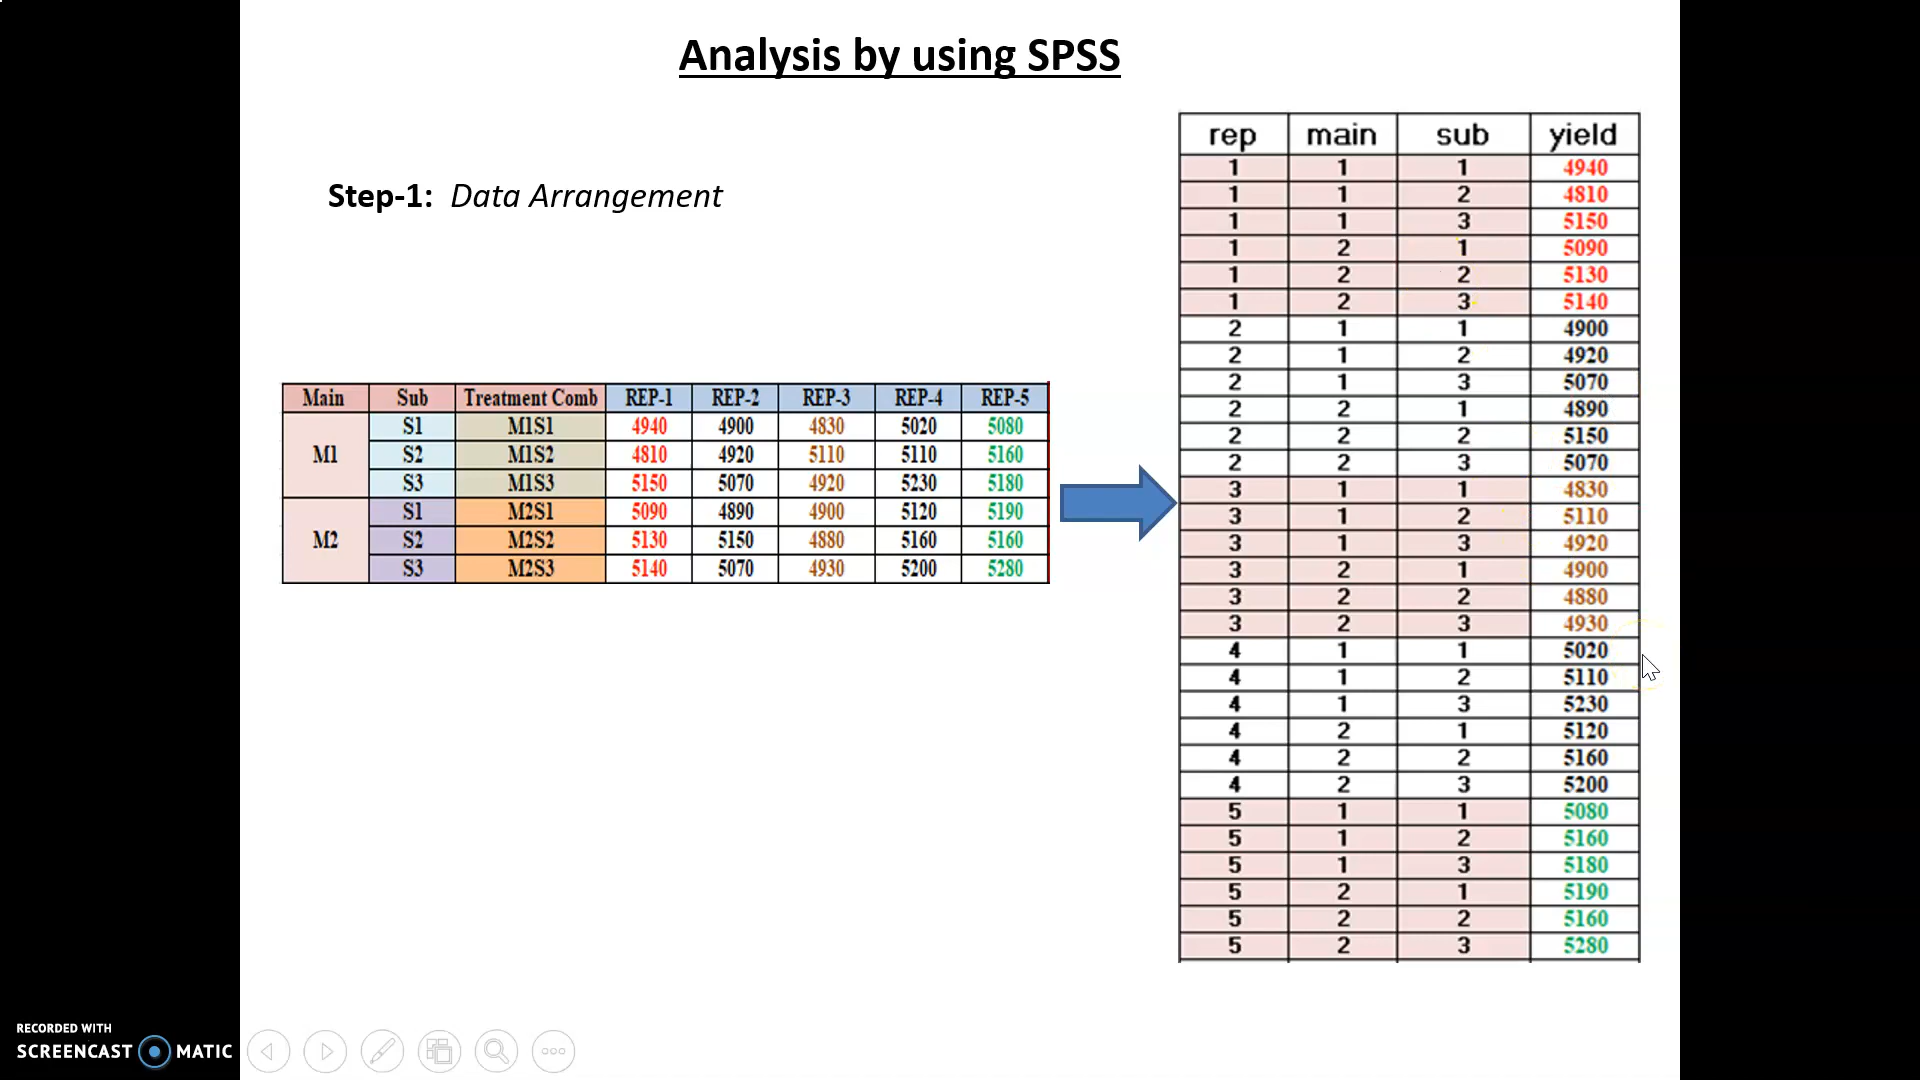 Analysis by using SPSS
Step-1: Data Arrangement
Main Sub Treatment Comb REP-1 REP-2 REP-3 REP-4 REP-5
M1 S1 M1S1 4940 4900 4830 5020 5080
S2 M1S2 4810 4920 5110 5110 5160
S3 M1S3 5150 5070 4920 5230 5180
M2 S1 M2S1 5090 4890 4900 5120 5190
S2 M2S2 5130 5150 4880 5160 5160
S3 M2S3 5140 5070 4930 5200 5280
rep main sub yield
1 1 1 4940
1 1 2 4810
1 1 3 5150
1 2 1 5090
1 2 2 5130
1 2 3 5140
2 1 1 4900
2 1 2 4920
2 1 3 5070
2 2 1 4890
2 2 2 5150
2 2 3 5070
3 1 1 4830
3 1 2 5110
3 1 3 4920
3 2 1 4900
3 2 2 4880
3 2 3 4930
4 1 1 5020
4 1 2 5110
4 1 3 5230
4 2 1 5120
4 2 2 5160
4 2 3 5200
5 1 1 5080
5 1 2 5160
5 1 3 5180
5 2 1 5190
5 2 2 5160
5 2 3 5280
RECORDED WITH
SCREENCAST MATIC